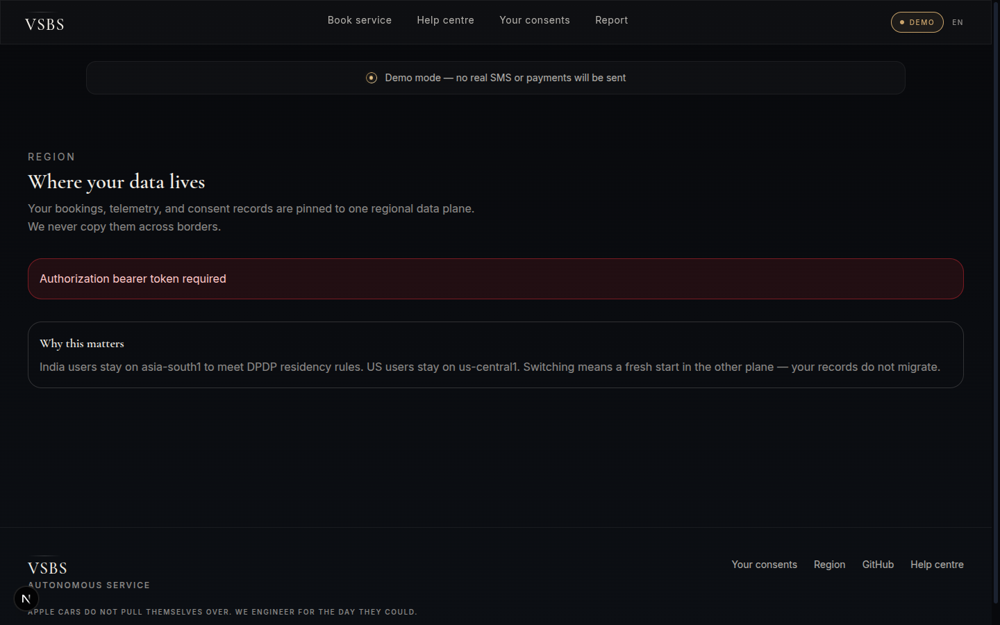 VSBS
Book service
Help centre
Your consents
Report
DEMO
EN
Demo mode — no real SMS or payments will be sent
REGION
Where your data lives
Your bookings, telemetry, and consent records are pinned to one regional data plane.
We never copy them across borders.
Authorization bearer token required
Why this matters
India users stay on asia-south1 to meet DPDP residency rules. US users stay on us-central1. Switching means a fresh start in the other plane — your records do not migrate.
VSBS
AUTONOMOUS SERVICE
Your consents
Region
GitHub
Help centre
N
APPLE CARS DO NOT PULL THEMSELVES OVER. WE ENGINEER FOR THE DAY THEY COULD.